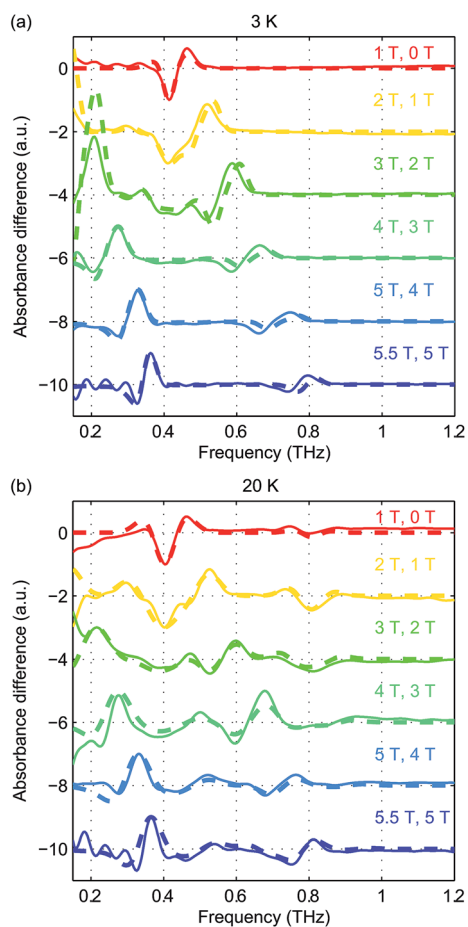 (a) 3 K
Absorbance difference (a.u.)
0
−2
−4
−6
−8
−10
1 T, 0 T
2 T, 1 T
3 T, 2 T
4 T, 3 T
5 T, 4 T
5.5 T, 5 T
0.2 0.4 0.6 0.8 1 1.2
Frequency (THz)
(b) 20 K
Absorbance difference (a.u.)
0
−2
−4
−6
−8
−10
1 T, 0 T
2 T, 1 T
3 T, 2 T
4 T, 3 T
5 T, 4 T
5.5 T, 5 T
0.2 0.4 0.6 0.8 1 1.2
Frequency (THz)